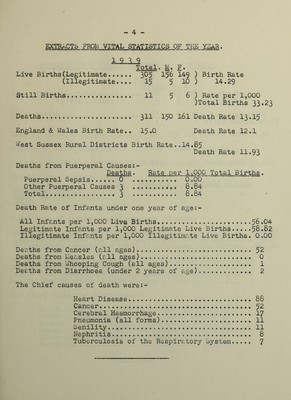 - 4 -
EXTRACTS FROM VITAL STATISTICS OF THE YEAR.
1939
Total. M. F.
Live Births(Legitimate...... 305 156 149 ) Birth Rate
(Illegitimate.... 15 5 10 ) 14.29
Still Births................ 11 5 6 ) Rate per 1,000
)Total Births 33.23
Deaths...................... 311 150 161 Death Rate 13.15
England & Wales Birth Rate.. 15.0 Death Rate 12.1
West Sussex Rural Districts Birth Rate..14.85
Death Rate 11.93
Deaths from Puerperal Causes:-
Deaths. Rate per 1,000 Total Births.
Puerperal Sepsis...... 0 ........... 0.00
Other Puerperal Causes 3 ........... 8.84
Total................. 3 ........... 8.84
Death Rate of Infants under one year of age:-
All Infants per 1,000 Live Births.........................56.04
Legitimate Infants per 1,000 Legitimate Live Births.....58.82
Illegitimate Infants per 1,000 Illegitimate Live Births. 0.00
Deaths from Cancer (all ages)............................ 52
Deaths from Measles (all ages)........................... 0
Deaths from Whooping Cough (all ages).................... 1
Deaths from Diarrhoea (under 2 years of age)............. 2
The Chief causes of death were:-
Heart Disease............................ 88
Cancer................................... 52
Cerebral Haemorrhage..................... 17
Pneumonia (all forms).................... 11
Senility................................. 11
Nephritis................................ 8
Tuberculosis of the Respiratory System..... 7